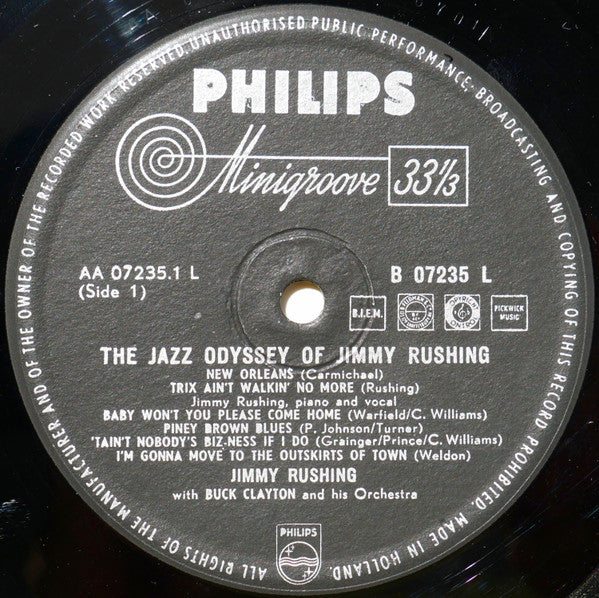 ALL RIGHTS OF THE MANUFACTURER AND OF THE OWNER OF THE RECORDED WORK RESERVED. UNAUTHORISED PUBLIC PERFORMANCE, BROADCASTING AND COPYING OF THIS RECORD PROHIBITED. MADE IN HOLLAND.
PHILIPS
Minigroove 33⅓
AA 07235.1 L
(Side 1)
B 07235 L
B.I.E.M.
PICKWICK MUSIC
THE JAZZ ODYSSEY OF JIMMY RUSHING
NEW ORLEANS (Carmichael)
TRIX AIN'T WALKIN' NO MORE (Rushing)
Jimmy Rushing, piano and vocal
BABY WON'T YOU PLEASE COME HOME (Warfield/C. Williams)
PINEY BROWN BLUES (P. Johnson/Turner)
'TAIN'T NOBODY'S BIZ-NESS IF I DO (Grainger/Prince/C. Williams)
I'M GONNA MOVE TO THE OUTSKIRTS OF TOWN (Weldon)
JIMMY RUSHING
with BUCK CLAYTON and his Orchestra
PHILIPS